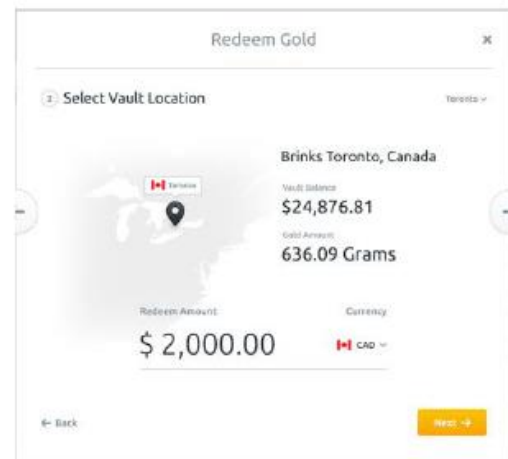 Redeem Gold
×
2 Select Vault Location
Toronto
Toronto
Brinks Toronto, Canada
Vault Balance
$24,876.81
Gold Amount
636.09 Grams
Redeem Amount
Currency
$ 2,000.00
CAD
← Back
Next →